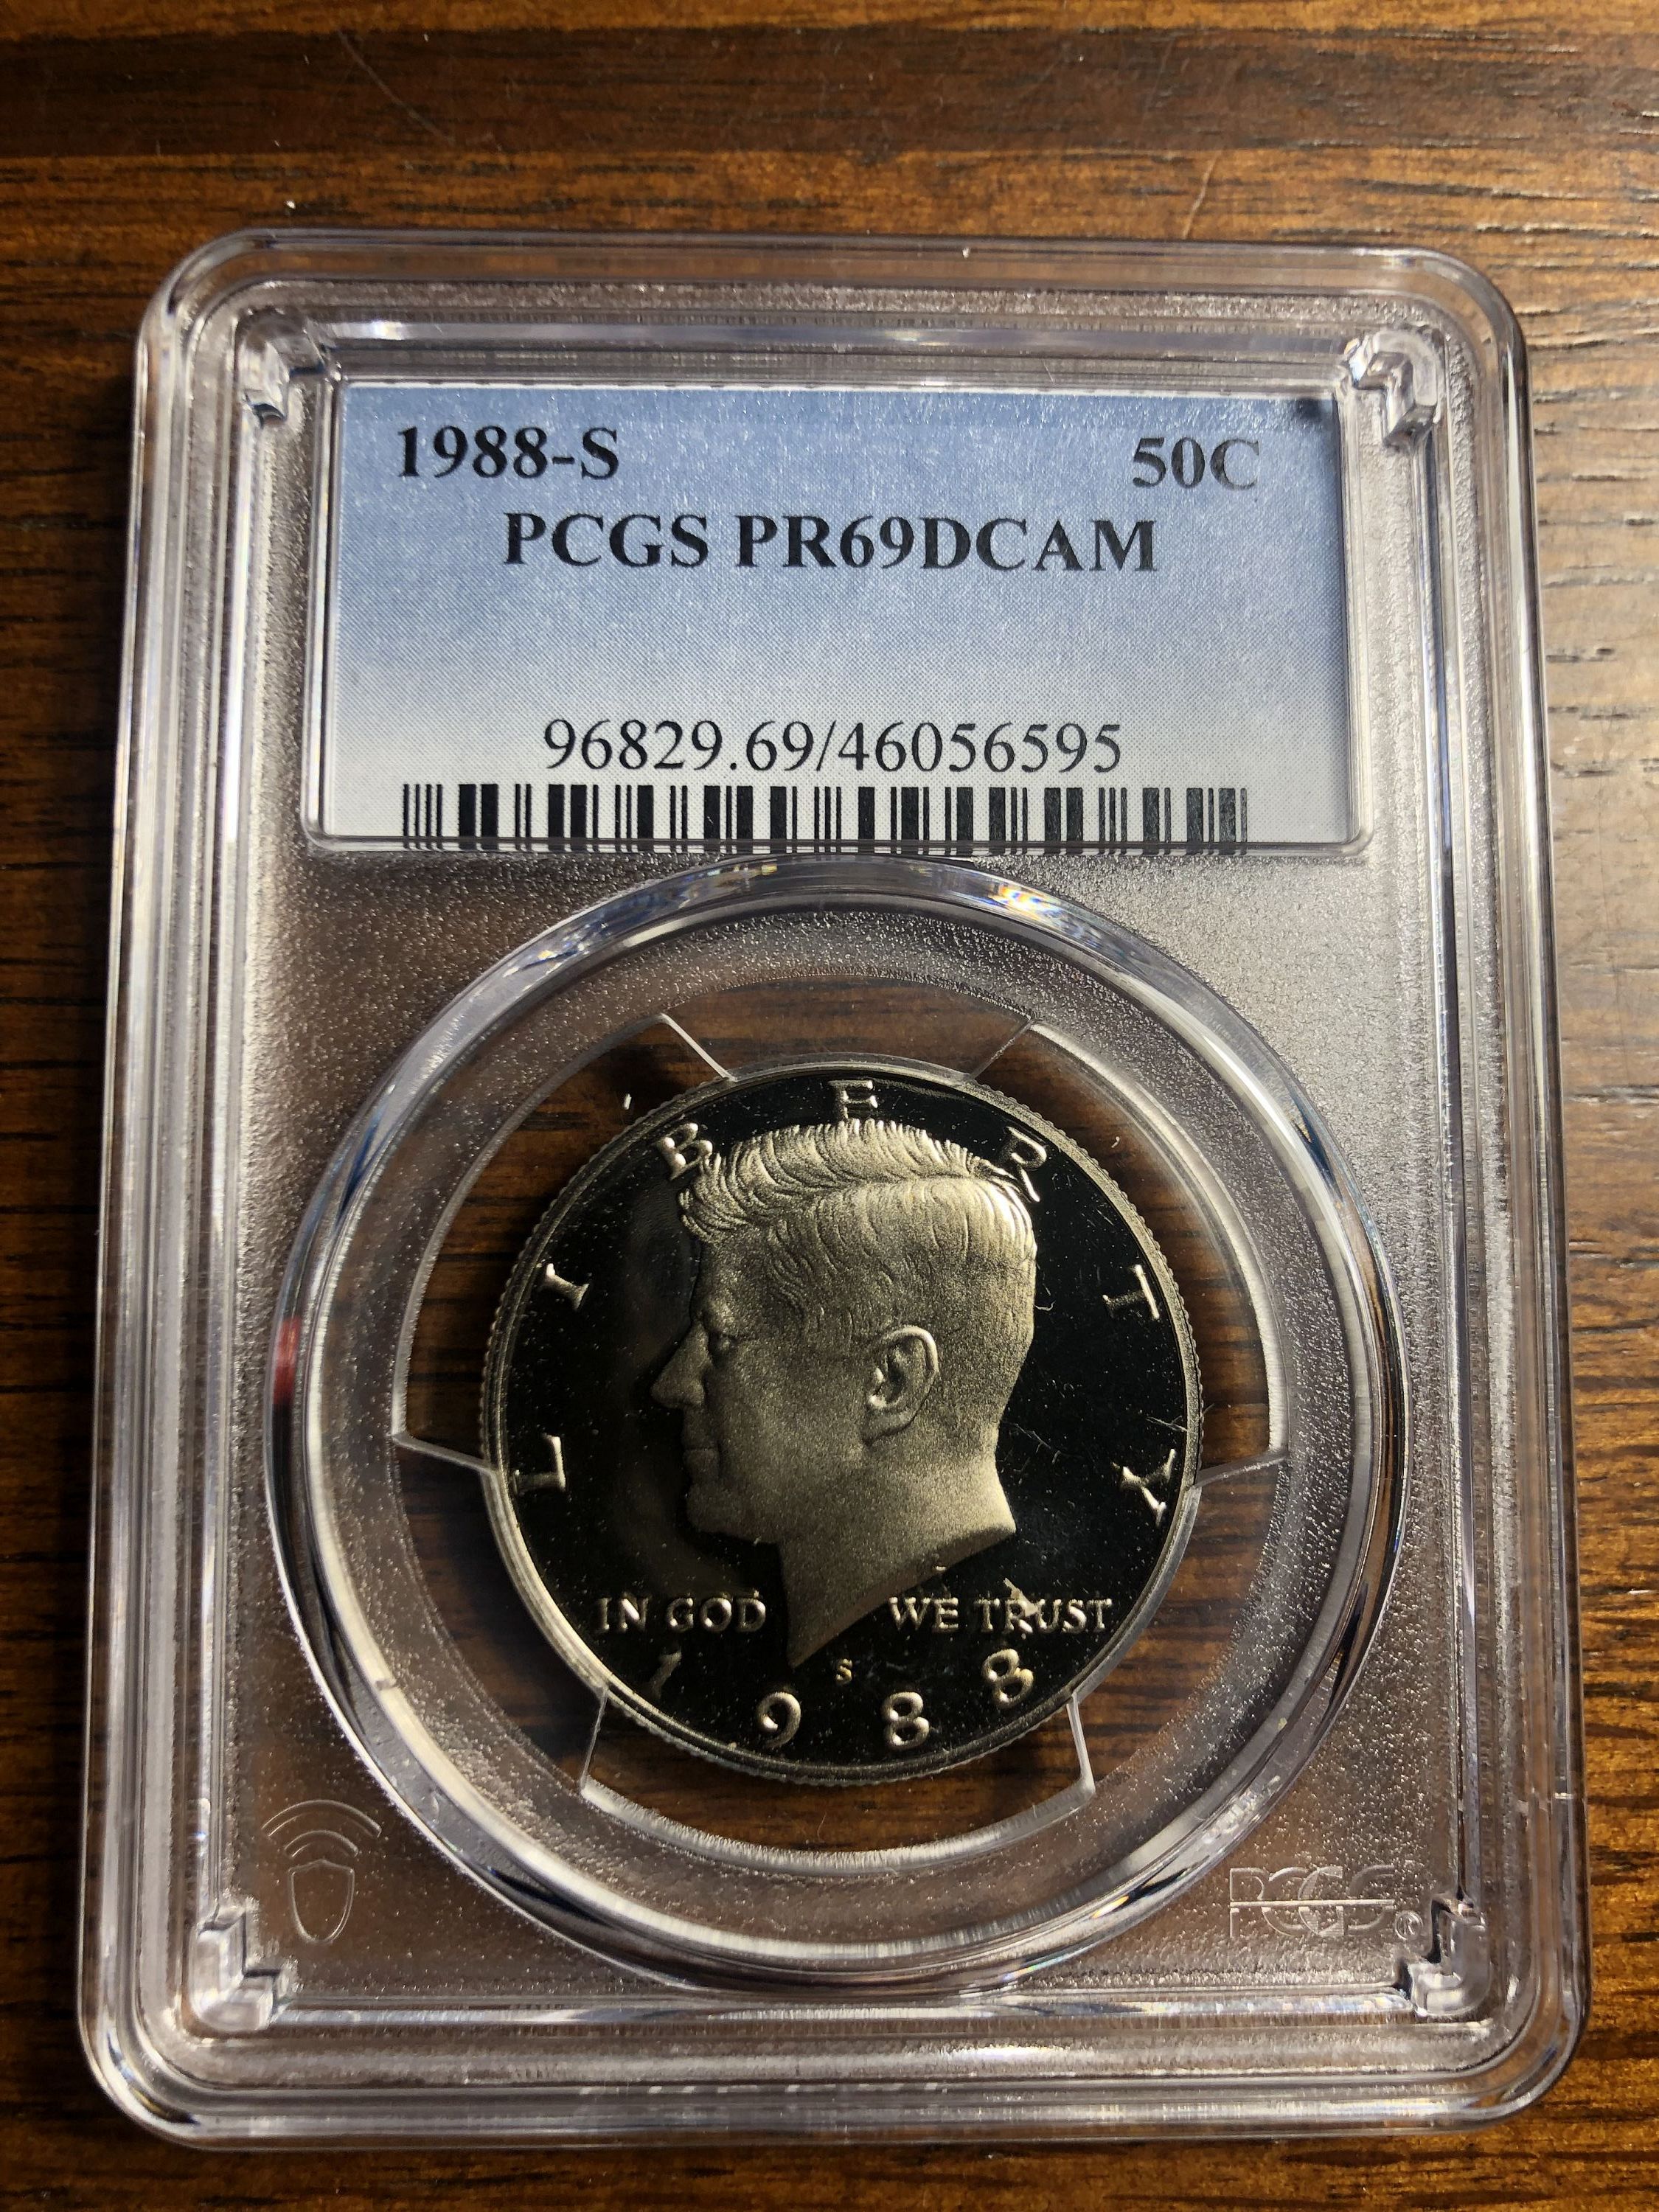 1988-S 50C
PCGS PR69DCAM
96829.69/46056595
LIBERTY
IN GOD WE TRUST
S
1988
PCGS®